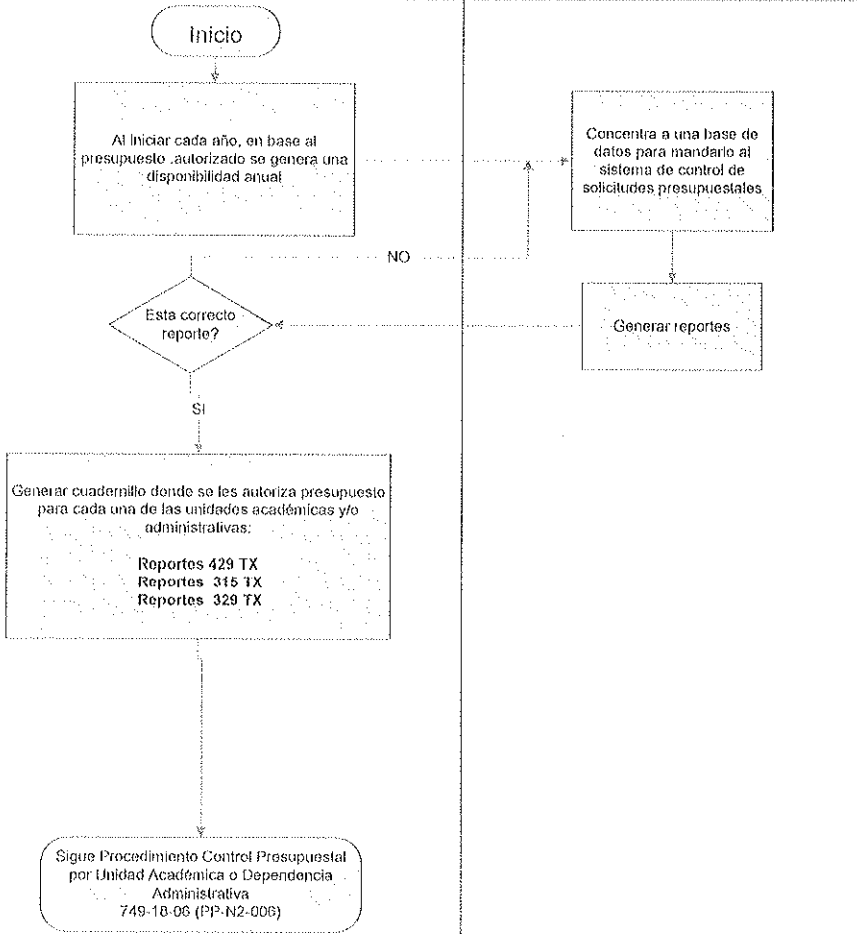 Inicio
Al Iniciar cada año, en base al
presupuesto .autorizado se genera una
disponibilidad anual
Concentra a una base de
datos para mandarlo al
sistema de control de
solicitudes presupuestales
NO
Esta correcto
reporte?
Generar reportes
SI
Generar cuadernillo donde se les autoriza presupuesto
para cada una de las unidades académicas y/o
administrativas:
Reportes 429 TX
Reportes 315 TX
Reportes 329 TX
Sigue Procedimiento Control Presupuestal
por Unidad Académica o Dependencia
Administrativa
749-18-06 (PP-N2-006)